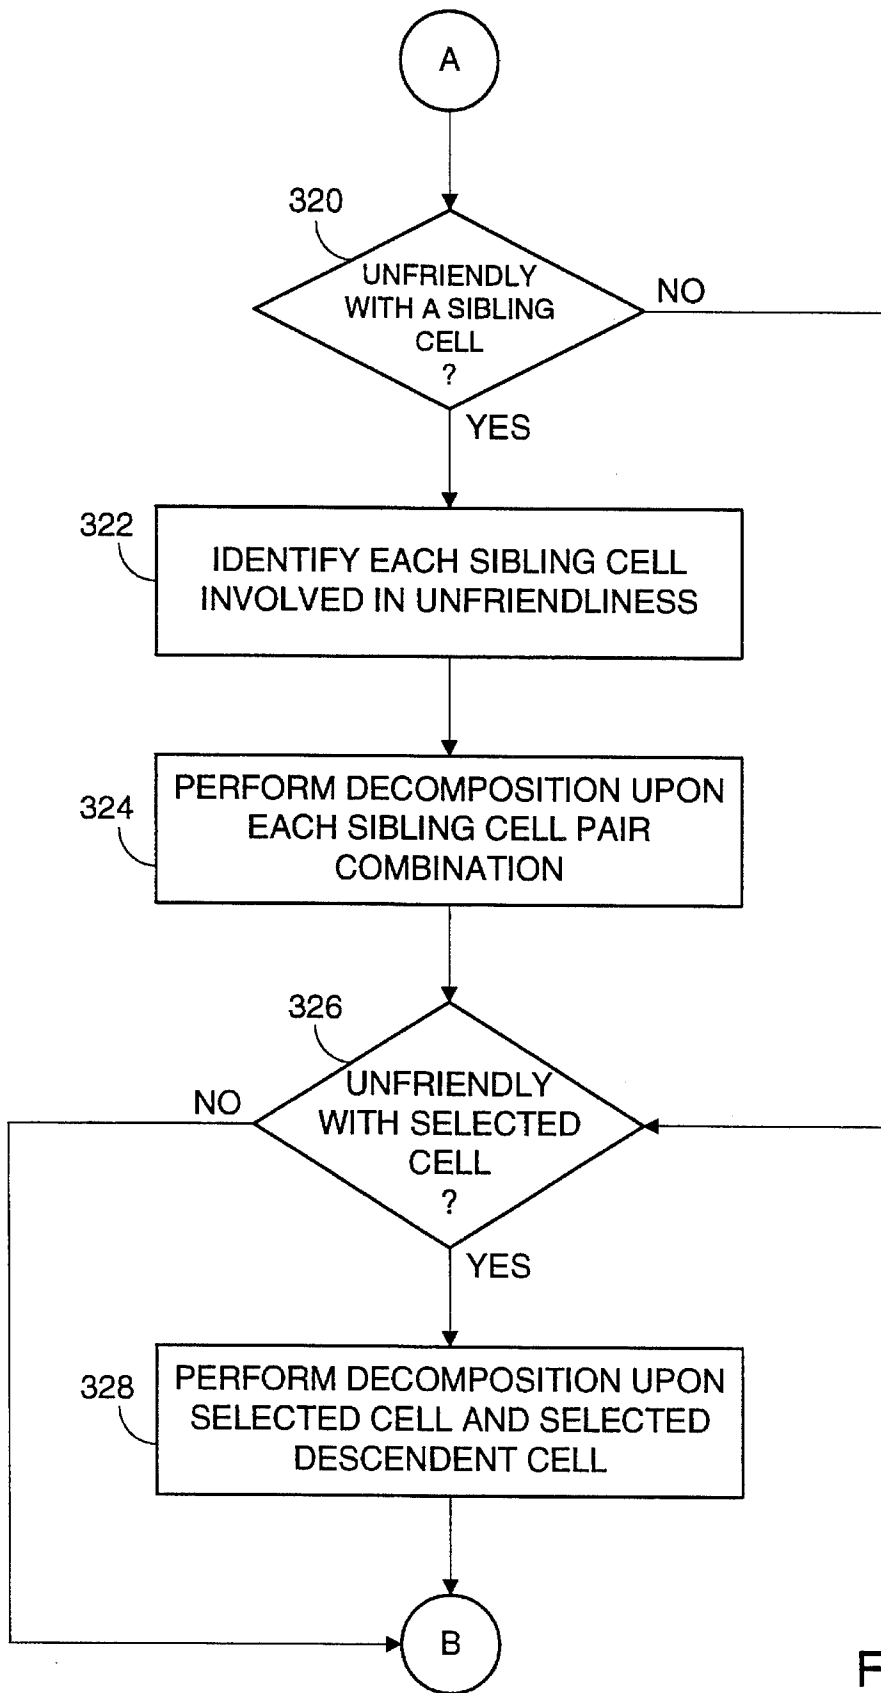 A
320
UNFRIENDLY
WITH A SIBLING
CELL
?
NO
YES
322
IDENTIFY EACH SIBLING CELL
INVOLVED IN UNFRIENDLINESS
324
PERFORM DECOMPOSITION UPON
EACH SIBLING CELL PAIR
COMBINATION
326
UNFRIENDLY
WITH SELECTED
CELL
?
NO
YES
328
PERFORM DECOMPOSITION UPON
SELECTED CELL AND SELECTED
DESCENDENT CELL
B
F